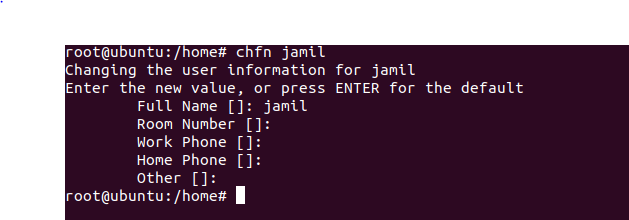 root@ubuntu:/home# chfn jamil
Changing the user information for jamil
Enter the new value, or press ENTER for the default
Full Name []: jamil
Room Number []:
Work Phone []:
Home Phone []:
Other []:
root@ubuntu:/home#